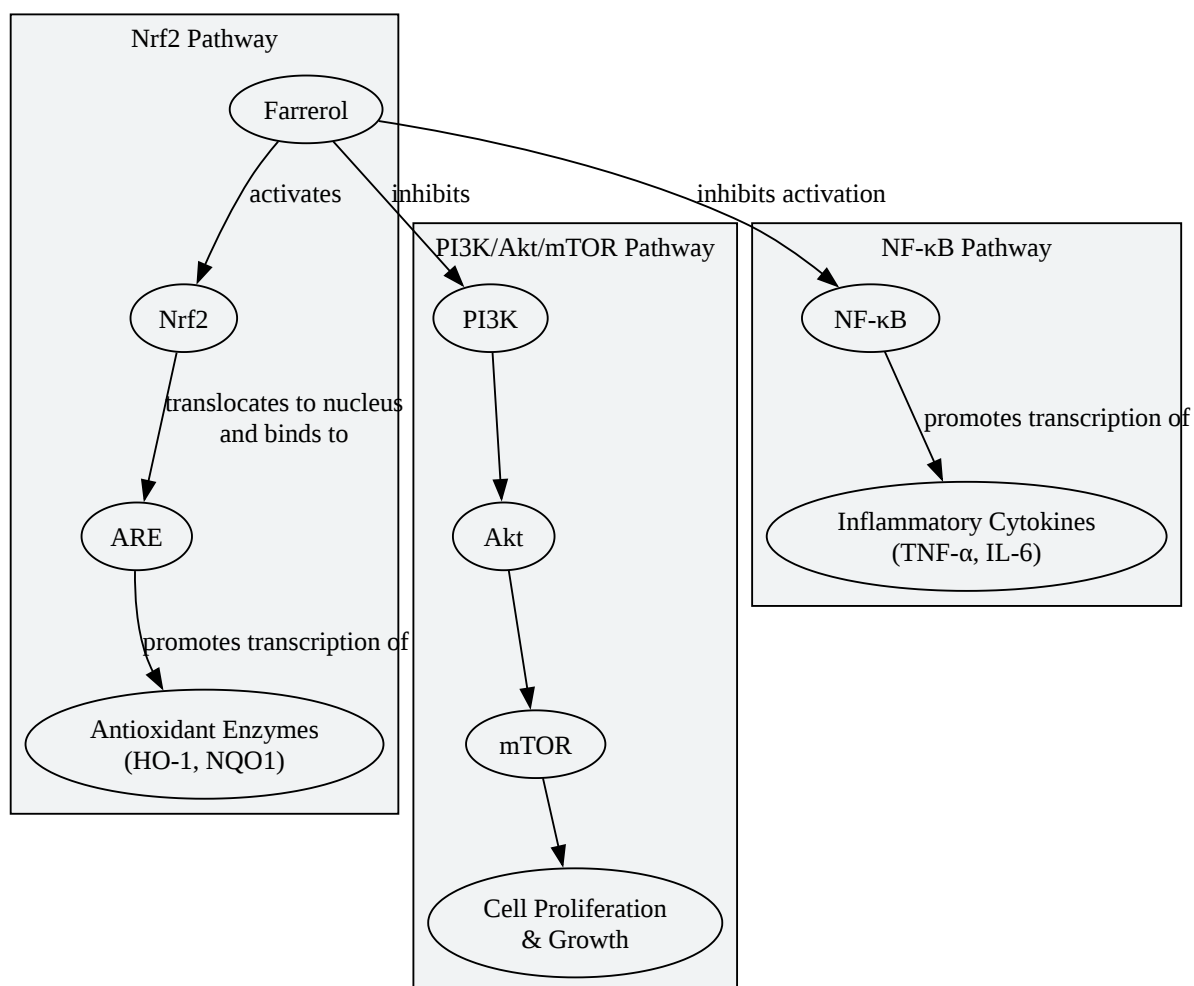 Nrf2 Pathway
Farrerol
activates
inhibits
inhibits activation
PI3K/Akt/mTOR Pathway
NF-κB Pathway
Nrf2
PI3K
NF-κB
translocates to nucleus
and binds to
promotes transcription of
ARE
Akt
Inflammatory Cytokines
(TNF-α, IL-6)
promotes transcription of
Antioxidant Enzymes
(HO-1, NQO1)
mTOR
Cell Proliferation
& Growth